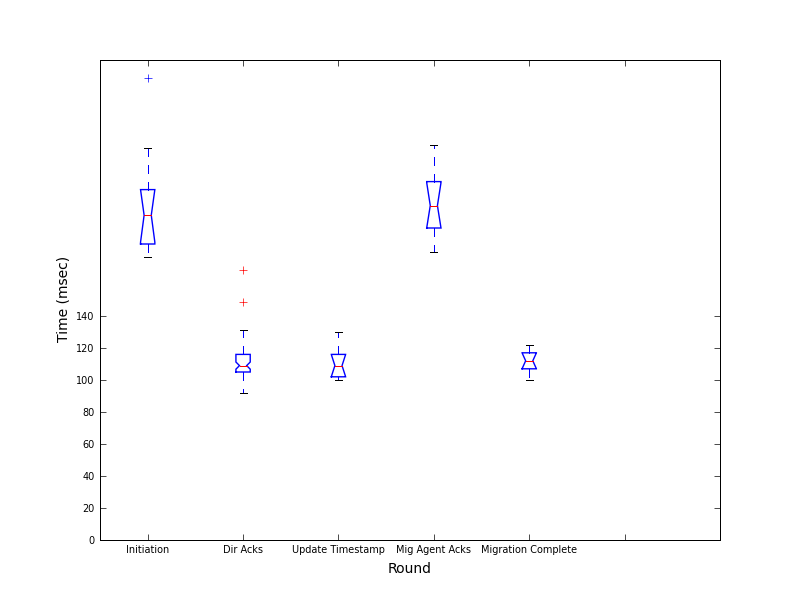 Time (msec)
140
120
100
80
60
40
20
0
Initiation Dir Acks Update Timestamp Mig Agent Acks Migration Complete
Round